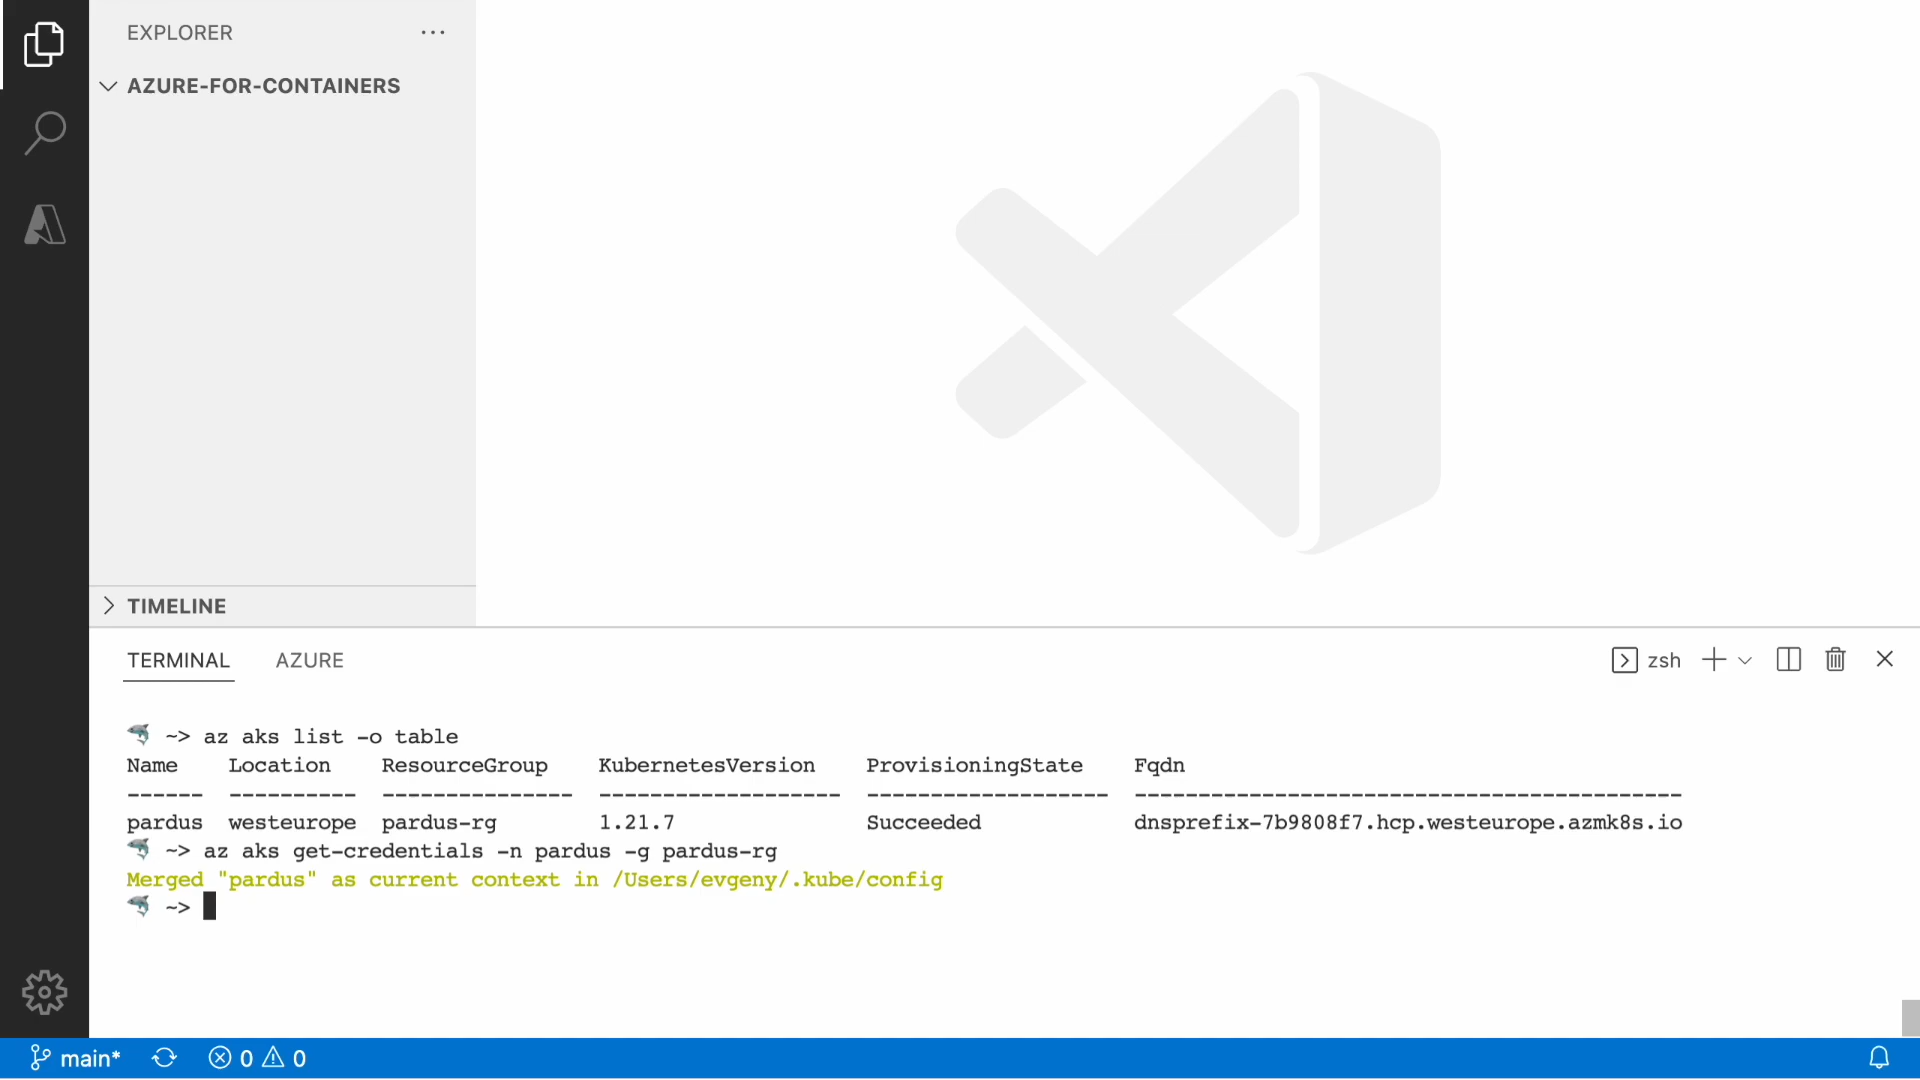 EXPLORER
AZURE-FOR-CONTAINERS
TIMELINE
TERMINAL AZURE
zsh
~> az aks list -o table
Name Location ResourceGroup KubernetesVersion ProvisioningState Fqdn
------ ---------- --------------- ------------------- ------------------- -------------------------------------------
pardus westeurope pardus-rg 1.21.7 Succeeded dnsprefix-7b9808f7.hcp.westeurope.azmk8s.io
~> az aks get-credentials -n pardus -g pardus-rg
Merged "pardus" as current context in /Users/evgeny/.kube/config
~>
main* 0 0